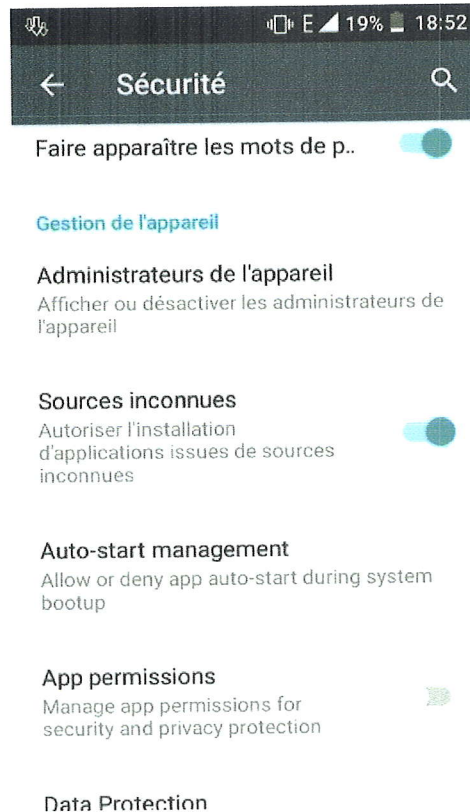 E 19% 18:52
Sécurité
Faire apparaître les mots de p..
Gestion de l'appareil
Administrateurs de l'appareil
Afficher ou désactiver les administrateurs de
l'appareil
Sources inconnues
Autoriser l'installation
d'applications issues de sources
inconnues
Auto-start management
Allow or deny app auto-start during system
bootup
App permissions
Manage app permissions for
security and privacy protection
Data Protection